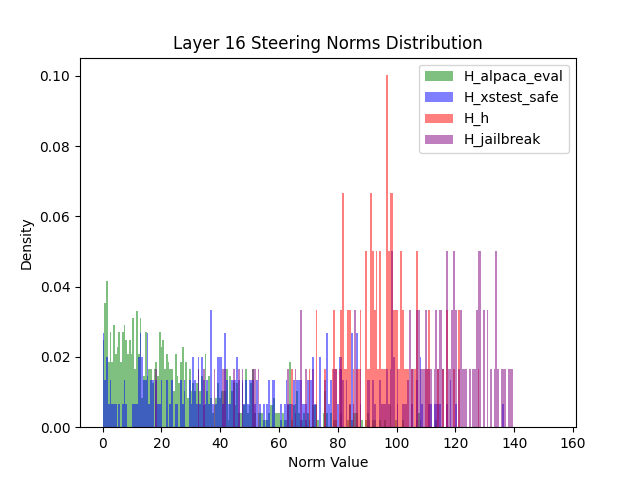 Layer 16 Steering Norms Distribution
H_alpaca_eval
H_xstest_safe
H_h
H_jailbreak
0.10
0.08
0.06
0.04
0.02
0.00
Density
0 20 40 60 80 100 120 140 160
Norm Value